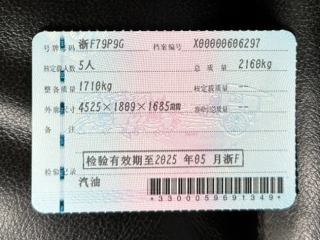 号牌号码 浙F79P9G 档案编号 X00000606297
核定载人数 5人 总质量 2160kg
整备质量 1710kg 核定载质量 --
外廓尺寸 4525×1809×1685mm 准牵引总质量 --
检验有效期至2025 年05 月浙F
检验记录
汽油
*3300059691349*